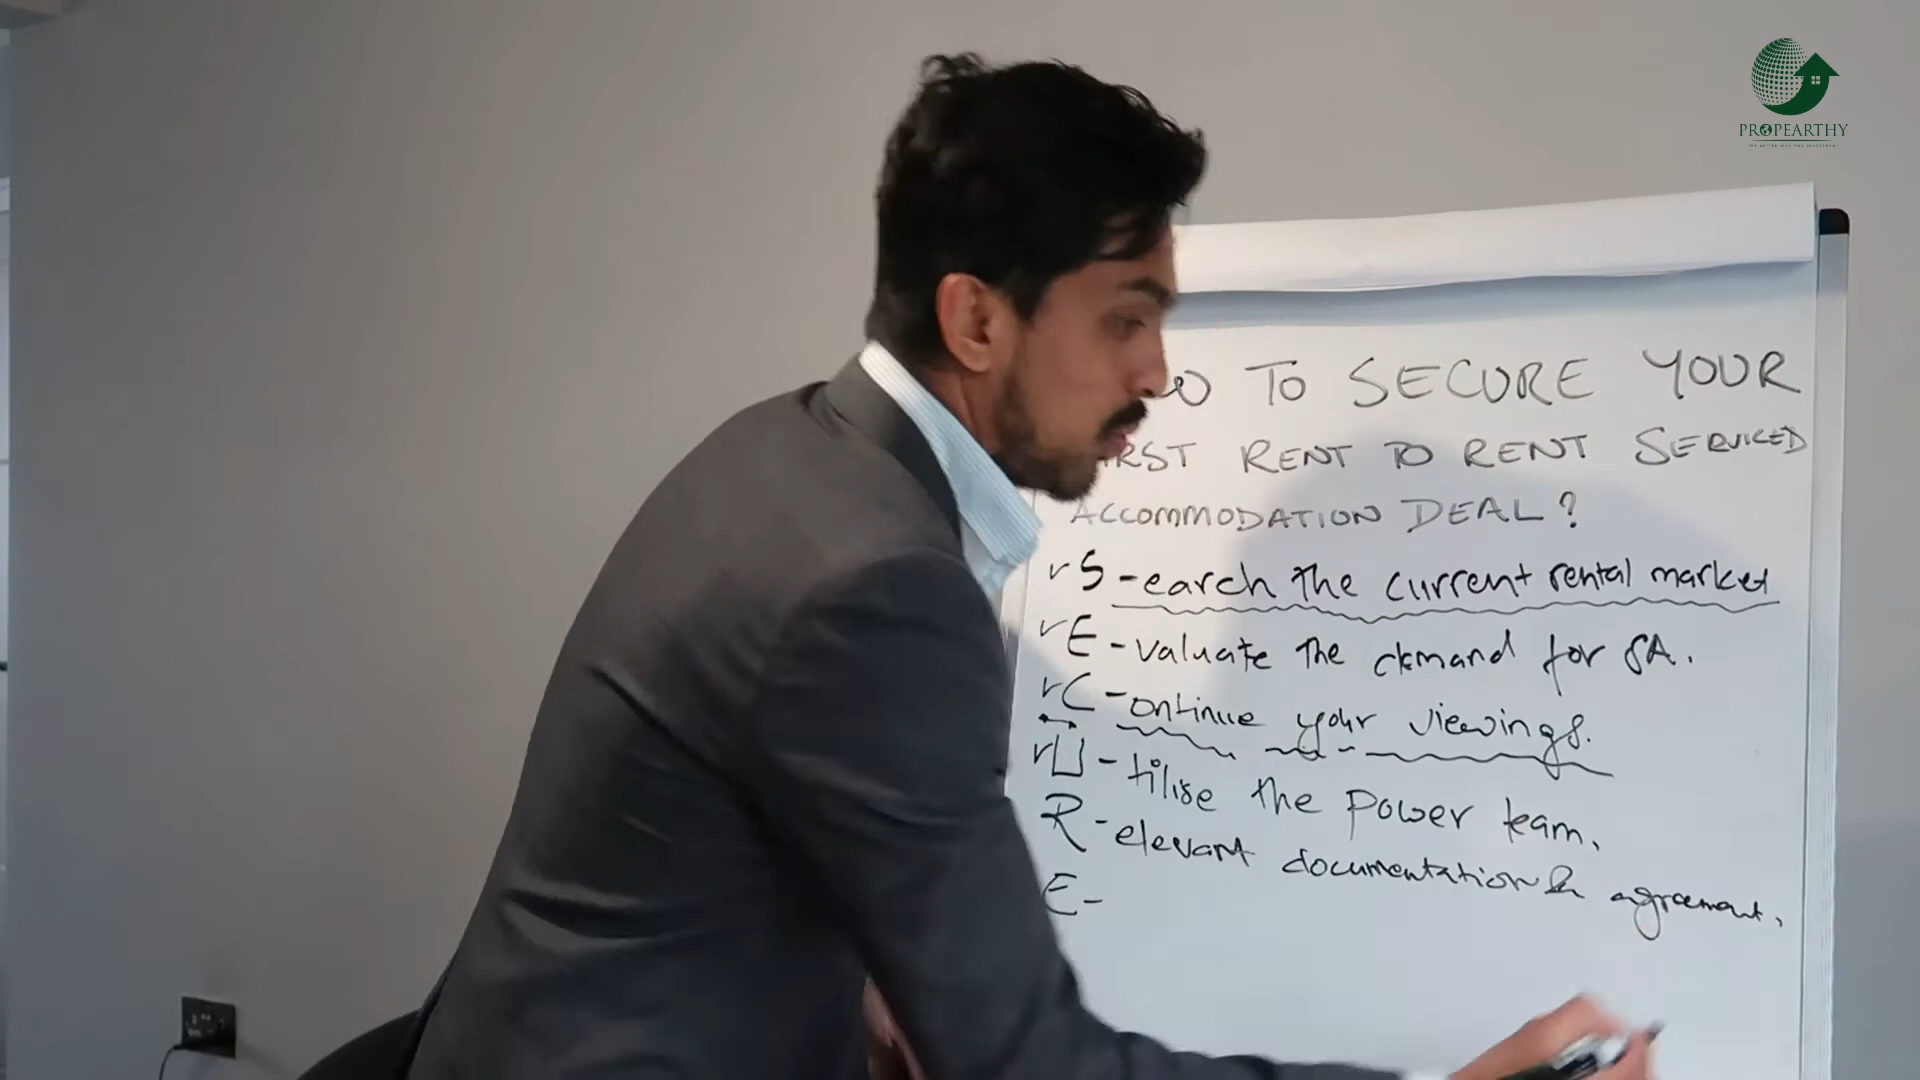 PROPEARTHY
W TO SECURE YOUR
RST RENT TO RENT SERVICED
ACCOMMODATION DEAL?
S-earch the current rental market
E-valuate the demand for SA.
C-ontinue your viewings.
U-tilise the power team,
R-elevant documentation & agreement,
E-